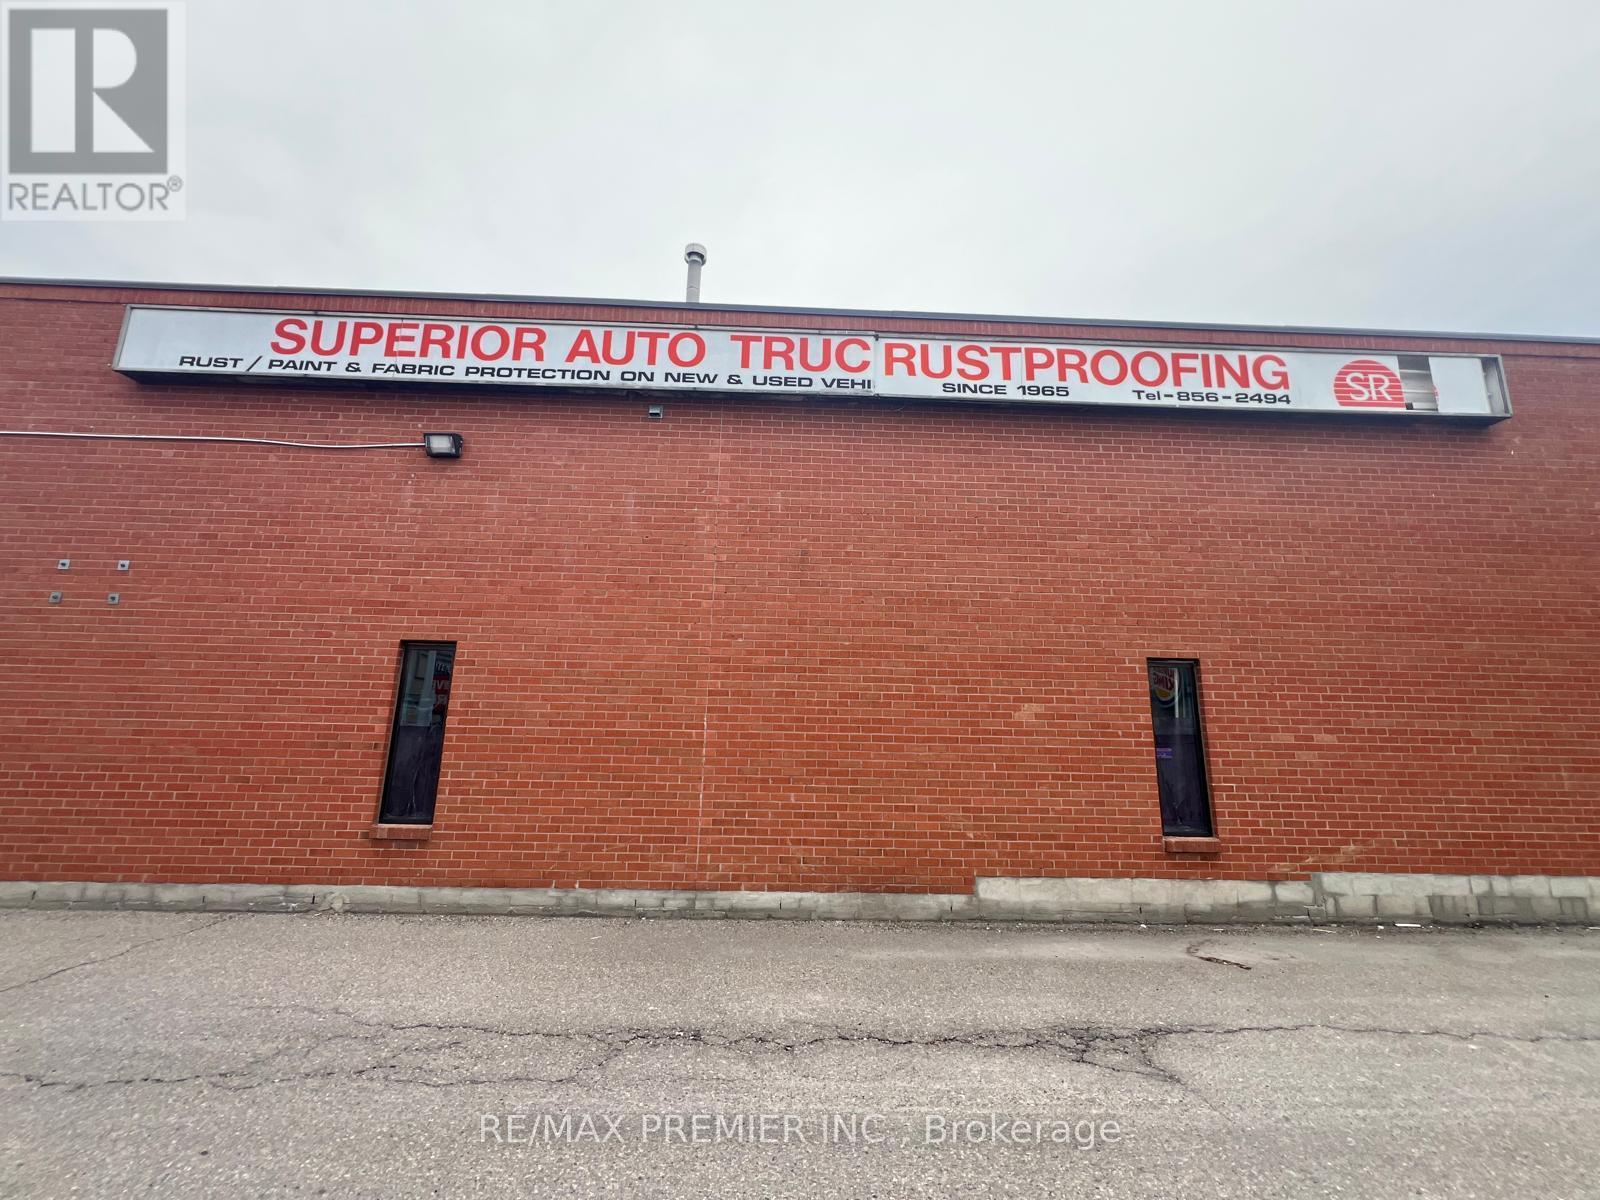 REALTOR®
SUPERIOR AUTO TRUC RUSTPROOFING
RUST / PAINT & FABRIC PROTECTION ON NEW & USED VEHI SINCE 1965 Tel-856-2494
SR
RE/MAX PREMIER INC., Brokerage